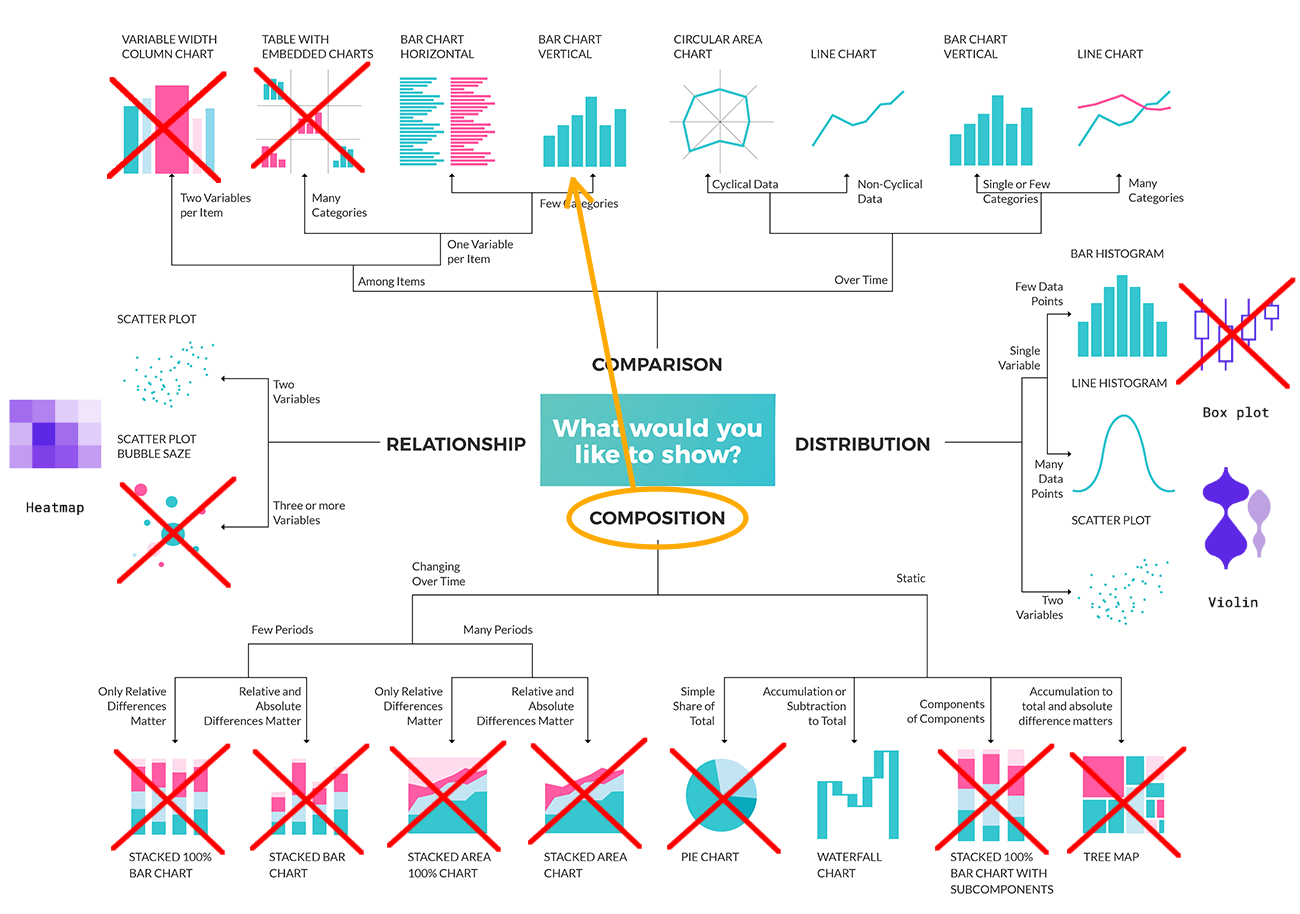 VARIABLE WIDTH
COLUMN CHART
TABLE WITH
EMBEDDED CHARTS
BAR CHART
HORIZONTAL
BAR CHART
VERTICAL
CIRCULAR AREA
CHART
LINE CHART
BAR CHART
VERTICAL
LINE CHART
Two Variables
per Item
Many
Categories
Few Categories
Cyclical Data
Non-Cyclical
Data
Single or Few
Categories
Many
Categories
One Variable
per Item
Among Items
Over Time
COMPARISON
What would you
like to show?
SCATTER PLOT
Two
Variables
RELATIONSHIP
SCATTER PLOT
BUBBLE SAZE
Three or more
Variables
Heatmap
DISTRIBUTION
BAR HISTOGRAM
Few Data
Points
Single
Variable
LINE HISTOGRAM
Many
Data
Points
SCATTER PLOT
Two
Variables
Box plot
Violin
COMPOSITION
Changing
Over Time
Static
Few Periods
Many Periods
Only Relative
Differences
Matter
Relative and
Absolute
Differences Matter
Only Relative
Differences
Matter
Relative and
Absolute
Differences Matter
Simple
Share of
Total
Accumulation or
Subtraction
to Total
Components
of Components
Accumulation to
total and absolute
difference matters
STACKED 100%
BAR CHART
STACKED BAR
CHART
STACKED AREA
100% CHART
STACKED AREA
CHART
PIE CHART
WATERFALL
CHART
STACKED 100%
BAR CHART WITH
SUBCOMPONENTS
TREE MAP